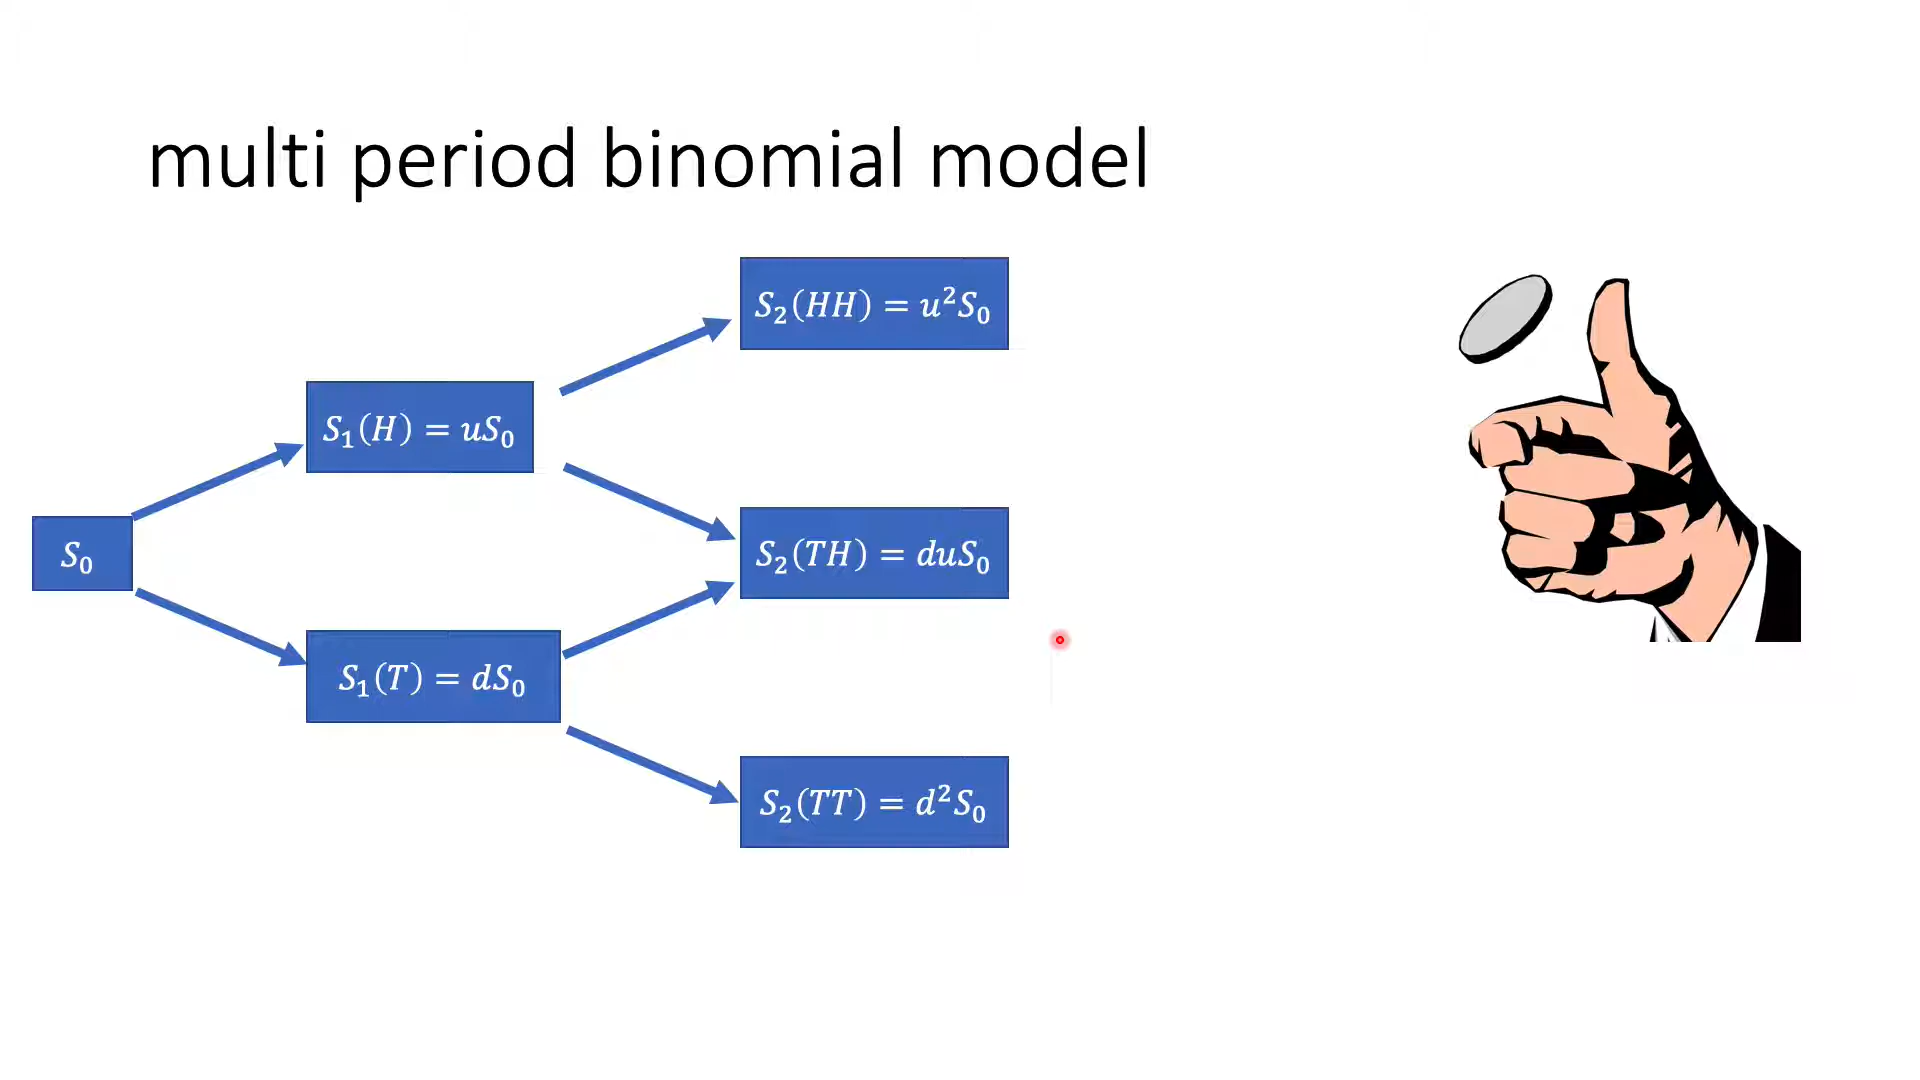 multi period binomial model
S₂(HH) = u²S₀
S₁(H) = uS₀
S₀
S₂(TH) = duS₀
S₁(T) = dS₀
S₂(TT) = d²S₀